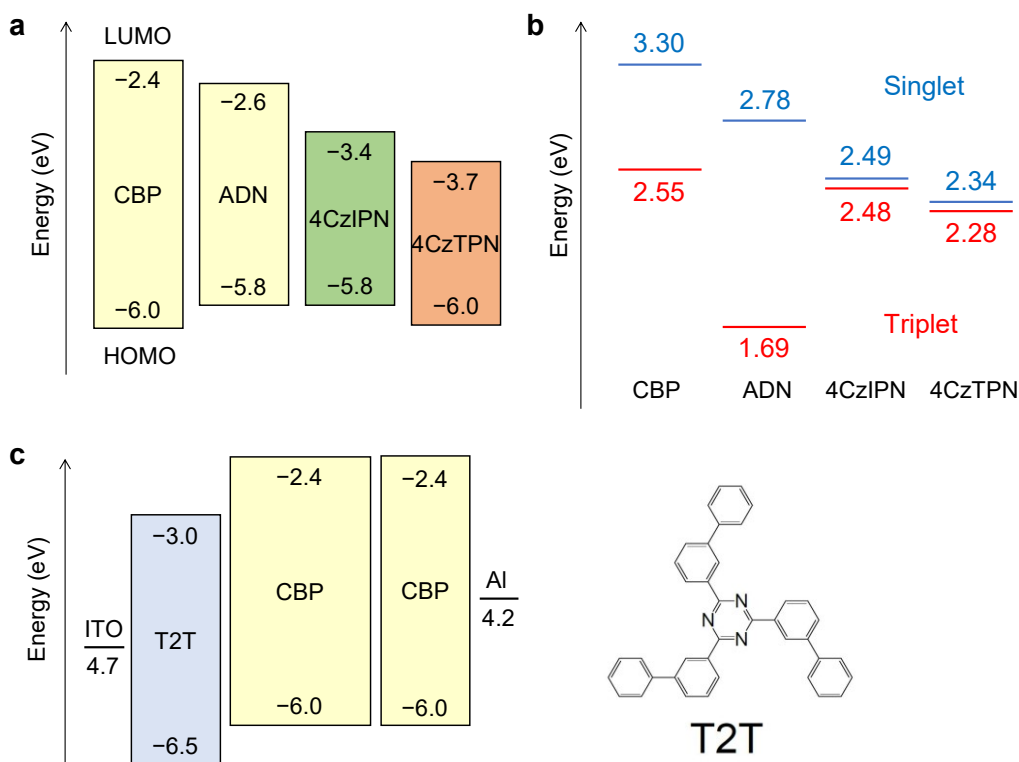 a
LUMO
Energy (eV)
−2.4
CBP
−6.0
−2.6
ADN
−5.8
−3.4
4CzIPN
−5.8
−3.7
4CzTPN
−6.0
HOMO
b
Energy (eV)
3.30
2.55
2.78
1.69
2.49
2.48
2.34
2.28
Singlet
Triplet
CBP
ADN
4CzIPN
4CzTPN
c
Energy (eV)
ITO
4.7
−3.0
T2T
−6.5
−2.4
CBP
−6.0
−2.4
CBP
−6.0
Al
4.2
N
N
N
T2T